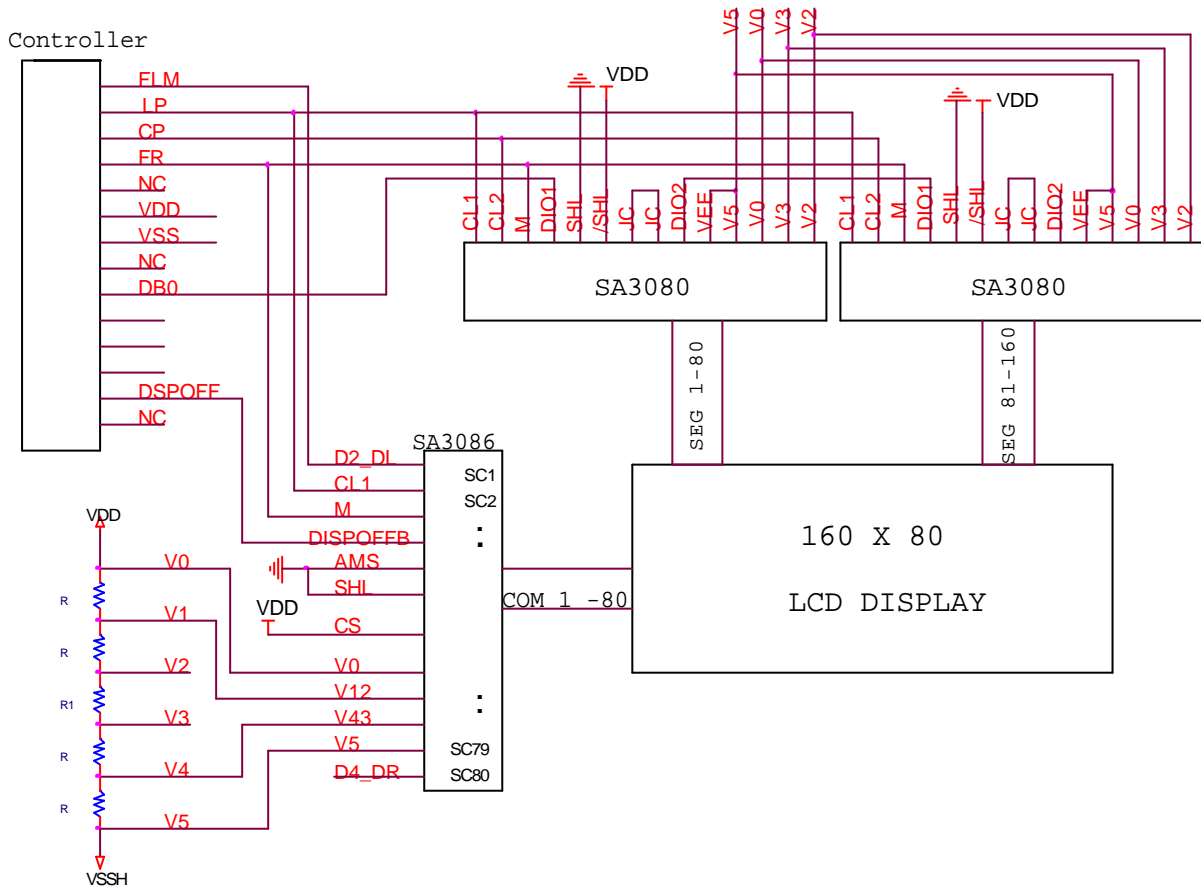 Controller
V5 V0 V3 V2
FLM
LP
CP
FR
NC
VDD
VSS
NC
DB0
DSPOFF
NC
VDD
VDD
CL1 CL2 M DIO1 SHL /SHL JC JC DIO2 VEE V5 V0 V3 V2
CL1 CL2 M DIO1 SHL /SHL JC JC DIO2 VEE V5 V0 V3 V2
SA3080
SA3080
SEG 1-80
SEG 81-160
SA3086
D2_DL
CL1
M
DISPOFFB
AMS
SHL
VDD
CS
V0
V12
V43
V5
D4_DR
SC1
SC2
:
:
SC79
SC80
COM 1 -80
160 X 80
LCD DISPLAY
VDD
V0
R
V1
R
V2
R1
V3
R
V4
R
V5
VSSH